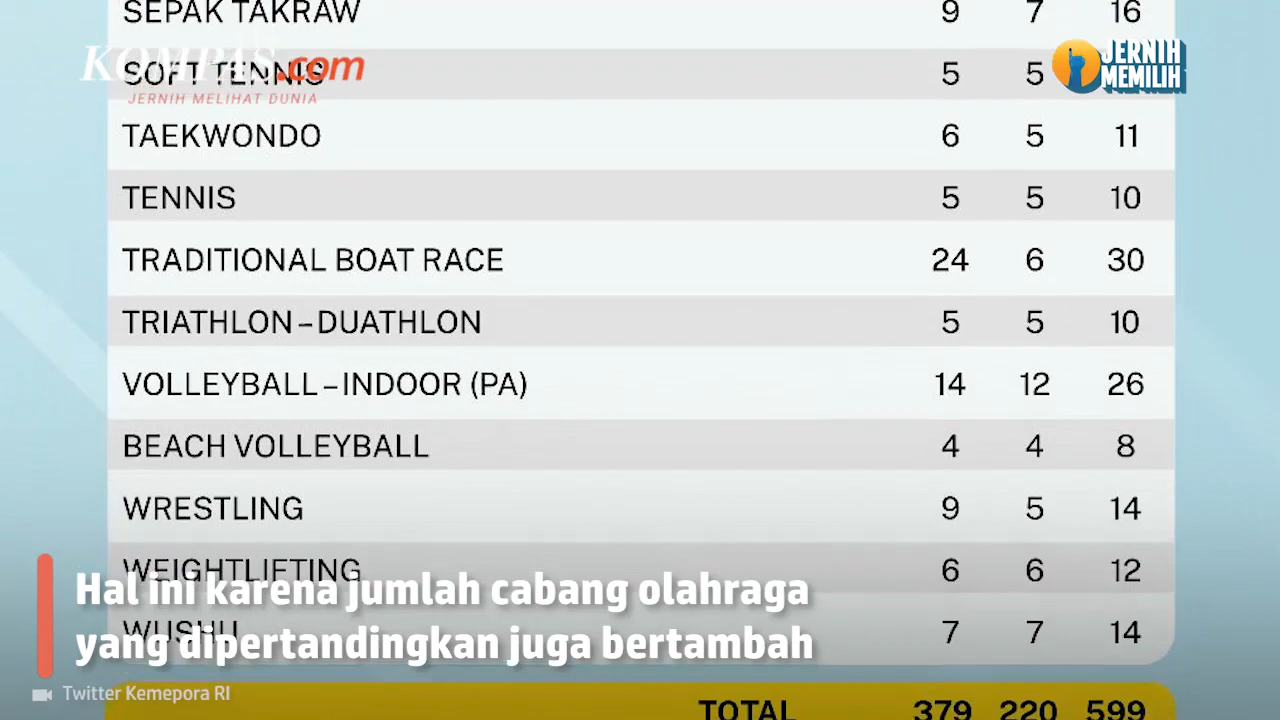 SEPAK TAKRAW 9 7 16
KOMPAS.com
JERNIH MELIHAT DUNIA
JERNIH
MEMILIH
SOFT TENNIS 5 5
TAEKWONDO 6 5 11
TENNIS 5 5 10
TRADITIONAL BOAT RACE 24 6 30
TRIATHLON–DUATHLON 5 5 10
VOLLEYBALL–INDOOR (PA) 14 12 26
BEACH VOLLEYBALL 4 4 8
WRESTLING 9 5 14
WEIGHTLIFTING 6 6 12
Hal ini karena jumlah cabang olahraga
WUSHU 7 7 14
yang dipertandingkan juga bertambah
Twitter Kemepora RI
TOTAL 379 220 599